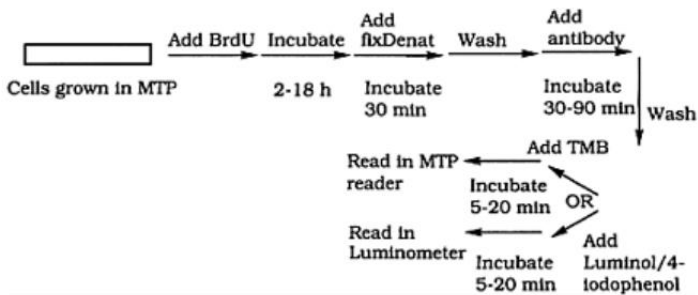 Add BrdU
Incubate
Add
fixDenat
Wash
Add
antibody
Cells grown in MTP
2-18 h
Incubate
30 min
Incubate
30-90 min
Wash
Add TMB
Read in MTP
reader
Incubate
5-20 min
OR
Read in
Luminometer
Incubate
5-20 min
Add
Luminol/4-
iodophenol